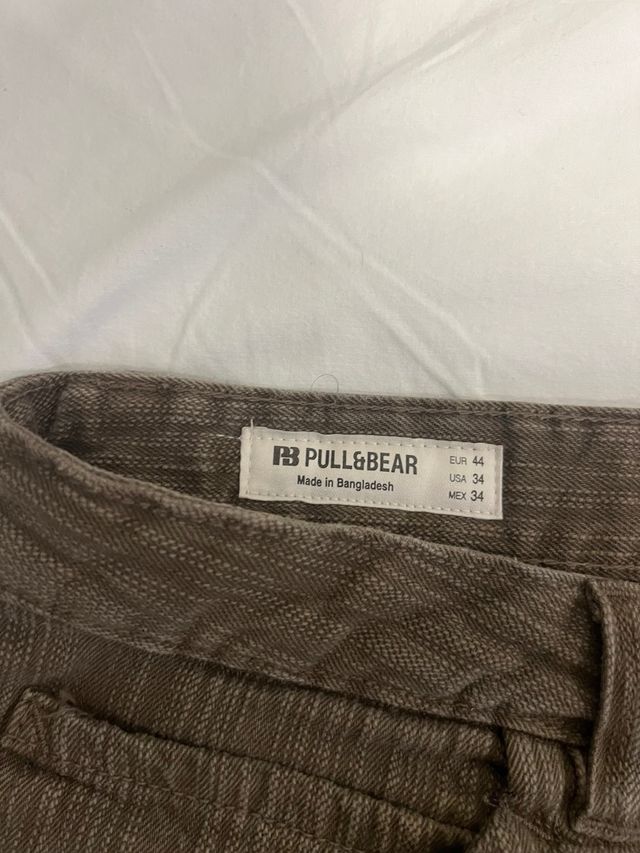 PB PULL&BEAR
Made in Bangladesh
EUR 44
USA 34
MEX 34